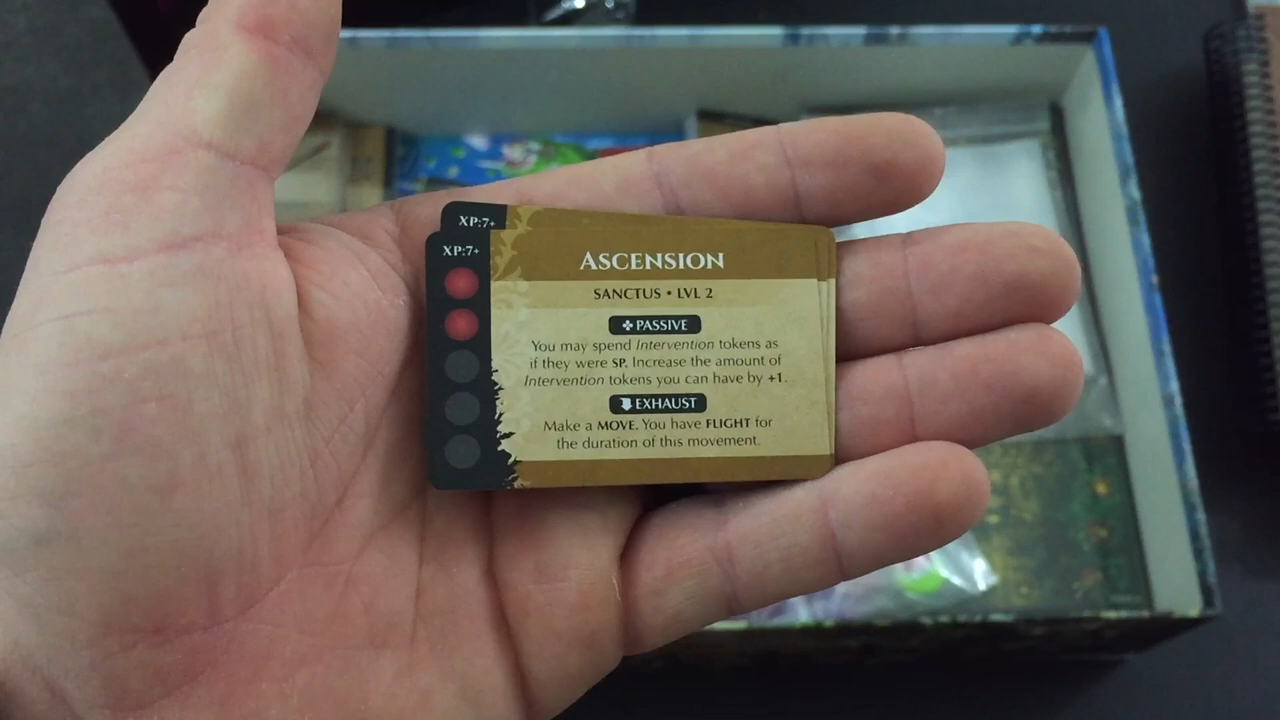 XP:7+
XP:7+
ASCENSION
SANCTUS • LVL 2
PASSIVE
You may spend Intervention tokens as
if they were SP. Increase the amount of
Intervention tokens you can have by +1.
EXHAUST
Make a MOVE. You have FLIGHT for
the duration of this movement.